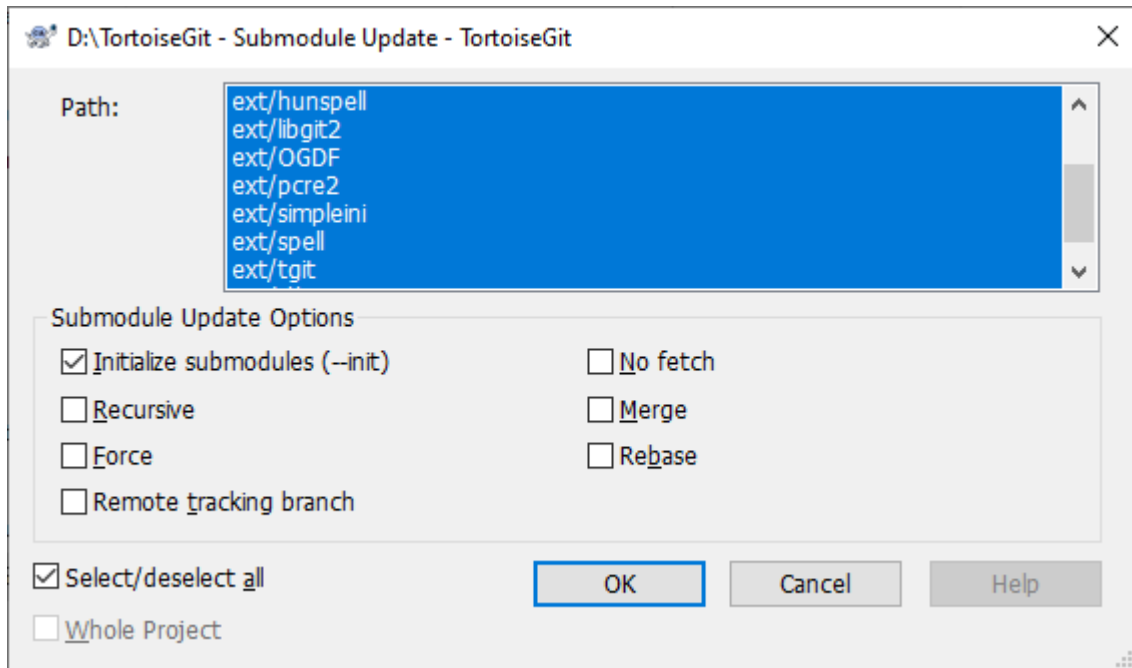 D:\TortoiseGit - Submodule Update - TortoiseGit
Path:
ext/hunspell
ext/libgit2
ext/OGDF
ext/pcre2
ext/simpleini
ext/spell
ext/tgit
Submodule Update Options
Initialize submodules (--init)
No fetch
Recursive
Merge
Force
Rebase
Remote tracking branch
Select/deselect all
OK
Cancel
Help
Whole Project